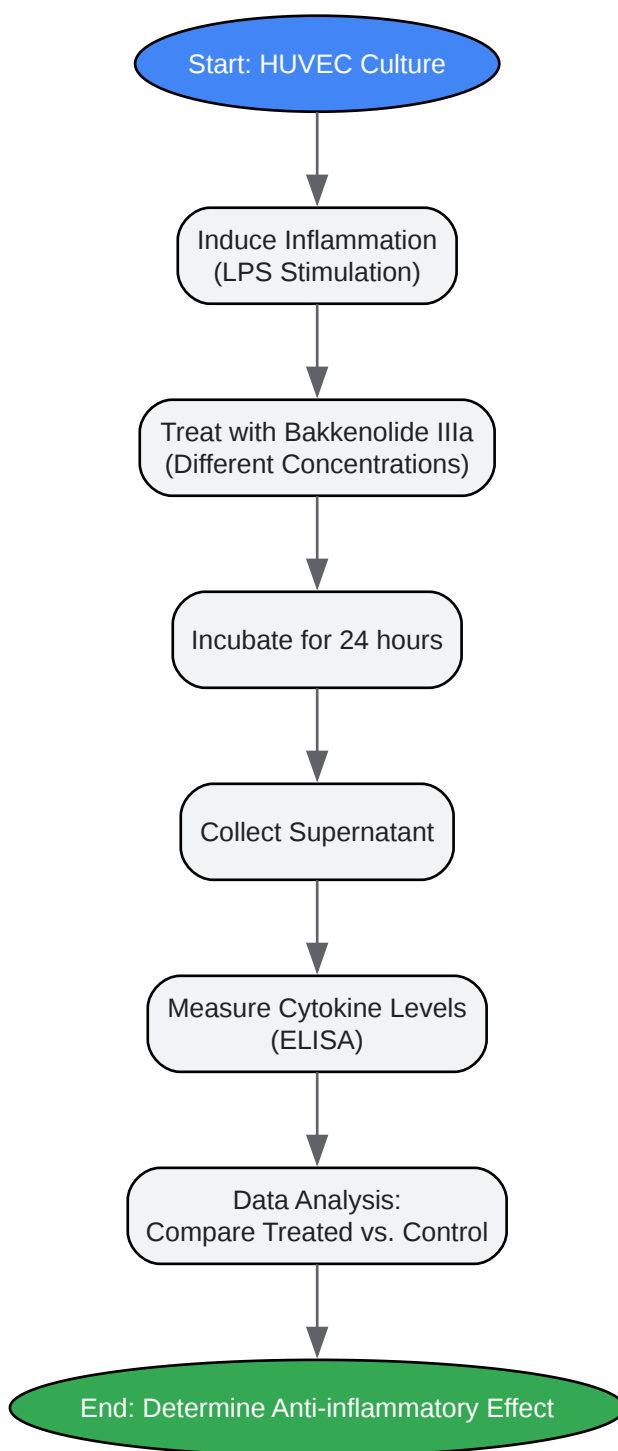 Start: HUVEC Culture
Induce Inflammation
(LPS Stimulation)
Treat with Bakkenolide IIIa
(Different Concentrations)
Incubate for 24 hours
Collect Supernatant
Measure Cytokine Levels
(ELISA)
Data Analysis:
Compare Treated vs. Control
End: Determine Anti-inflammatory Effect